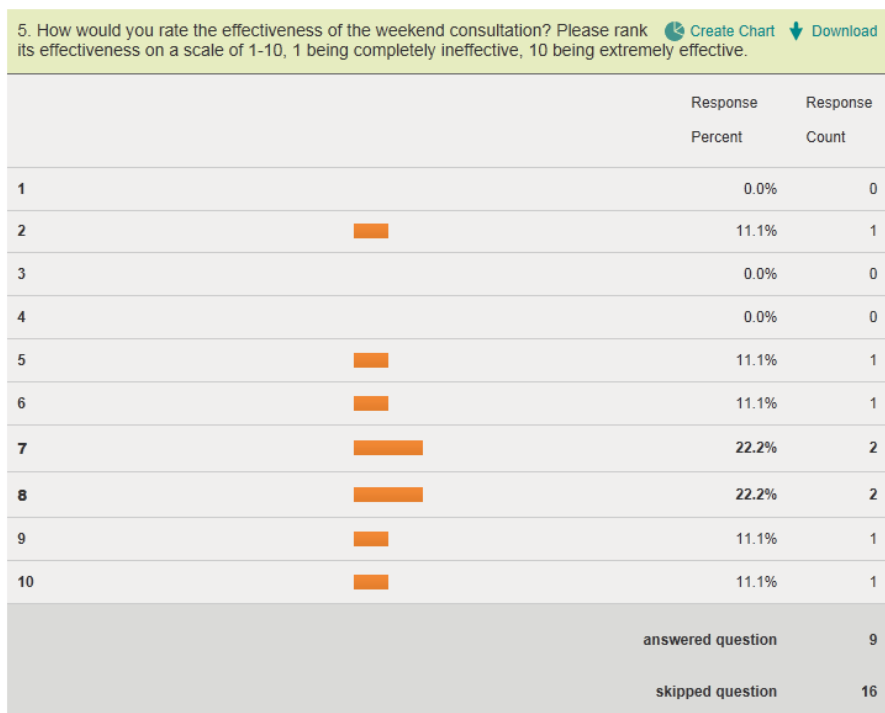 5. How would you rate the effectiveness of the weekend consultation? Please rank Create Chart Download
its effectiveness on a scale of 1-10, 1 being completely ineffective, 10 being extremely effective.
Response Response
Percent Count
1 0.0% 0
2 11.1% 1
3 0.0% 0
4 0.0% 0
5 11.1% 1
6 11.1% 1
7 22.2% 2
8 22.2% 2
9 11.1% 1
10 11.1% 1
answered question 9
skipped question 16